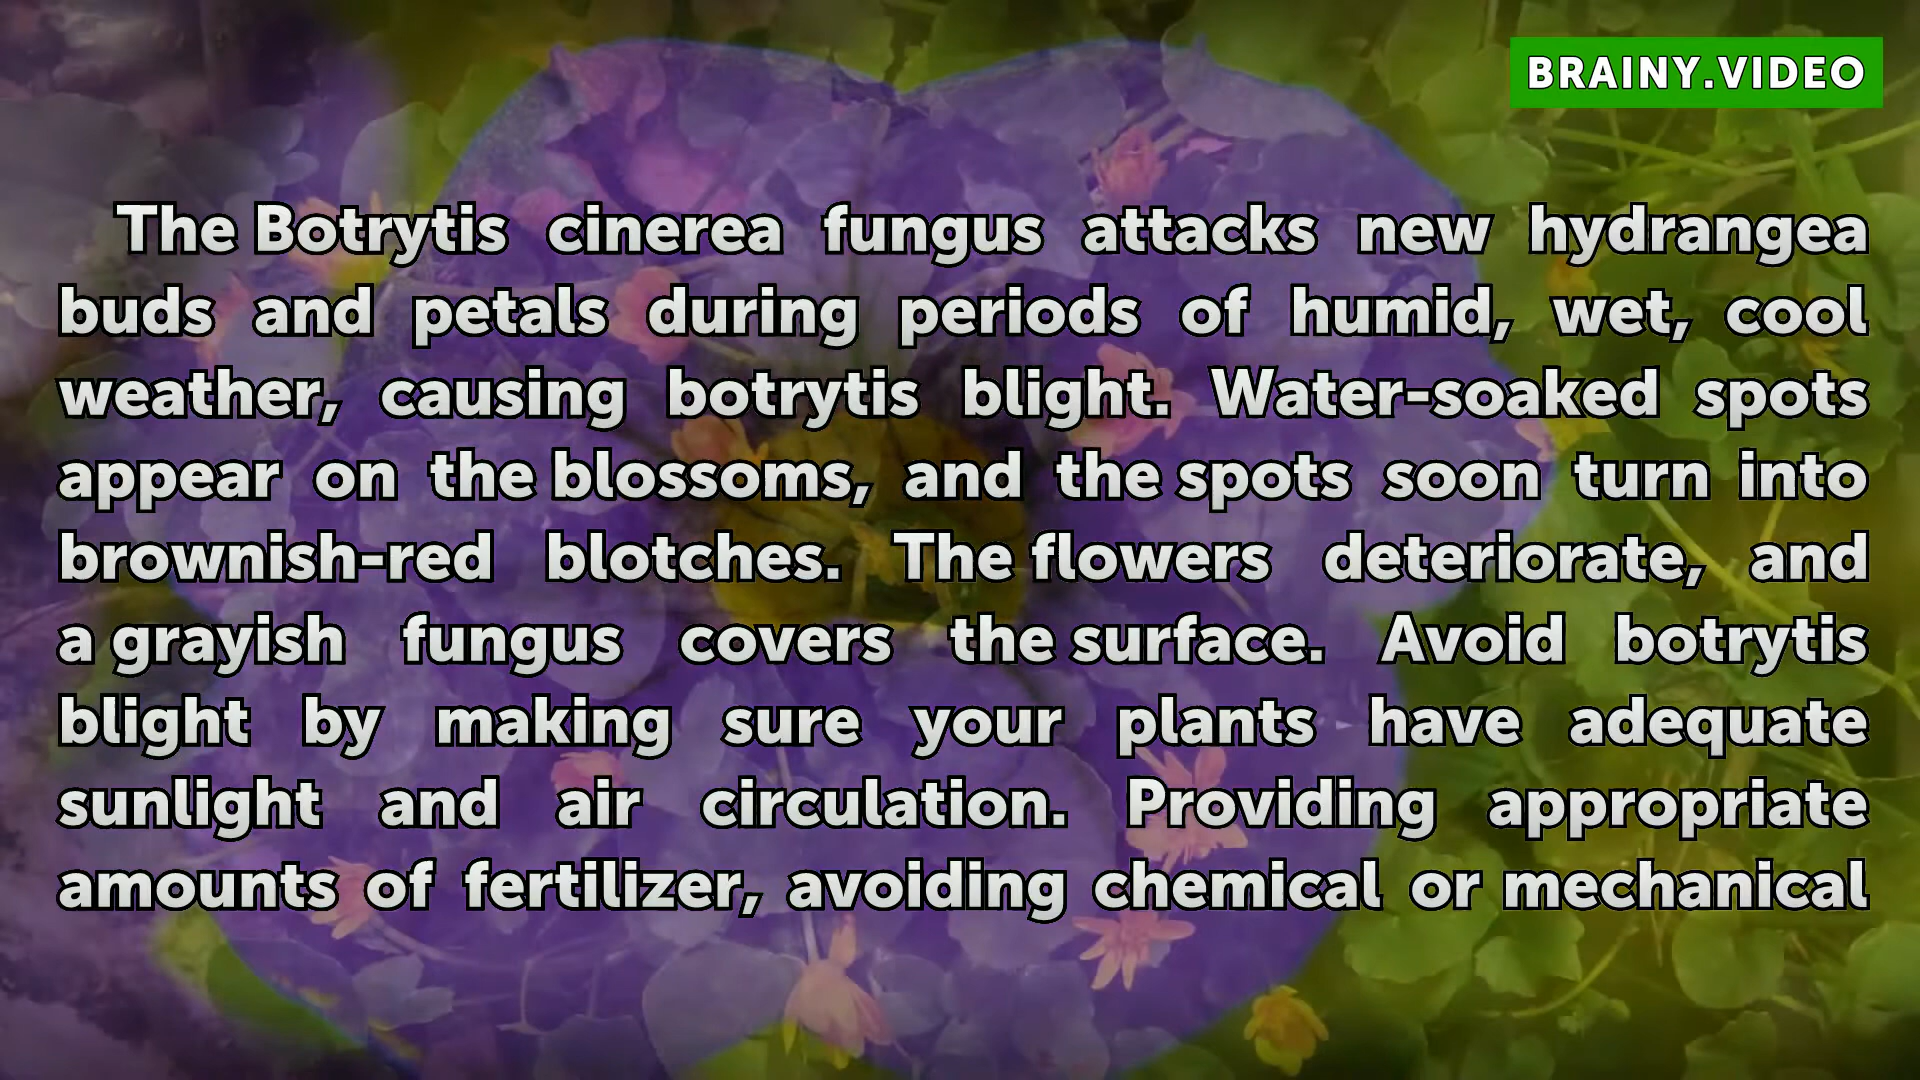 BRAINY.VIDEO
The Botrytis cinerea fungus attacks new hydrangea
buds and petals during periods of humid, wet, cool
weather, causing botrytis blight. Water-soaked spots
appear on the blossoms, and the spots soon turn into
brownish-red blotches. The flowers deteriorate, and
a grayish fungus covers the surface. Avoid botrytis
blight by making sure your plants have adequate
sunlight and air circulation. Providing appropriate
amounts of fertilizer, avoiding chemical or mechanical